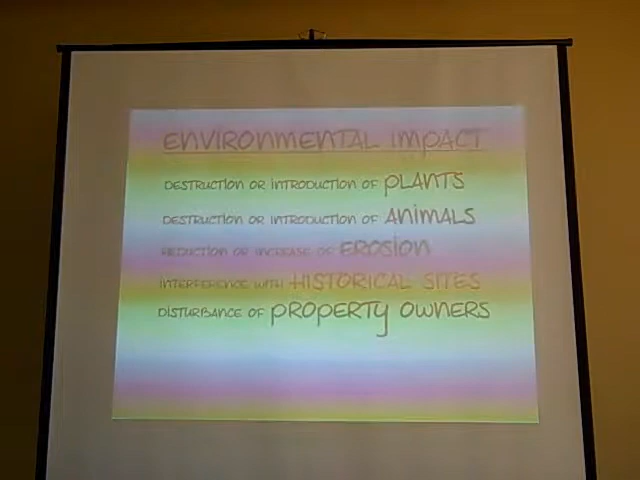 ENVIRONMENTAL IMPACT
DESTRUCTION OR INTRODUCTION OF PLANTS
DESTRUCTION OR INTRODUCTION OF ANIMALS
REDUCTION OR INCREASE OF EROSION
INTERFERENCE WITH HISTORICAL SITES
DISTURBANCE OF PROPERTY OWNERS